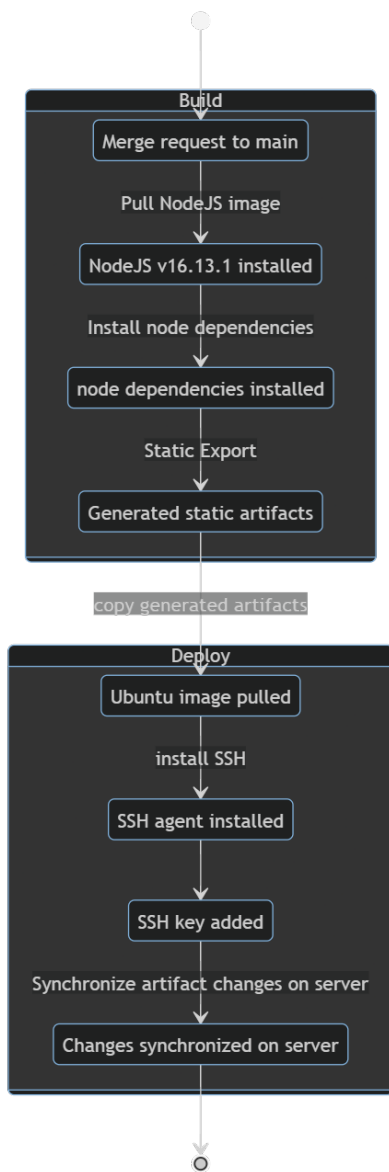 Build
Merge request to main
Pull NodeJS image
NodeJS v16.13.1 installed
Install node dependencies
node dependencies installed
Static Export
Generated static artifacts
copy generated artifacts
Deploy
Ubuntu image pulled
install SSH
SSH agent installed
SSH key added
Synchronize artifact changes on server
Changes synchronized on server